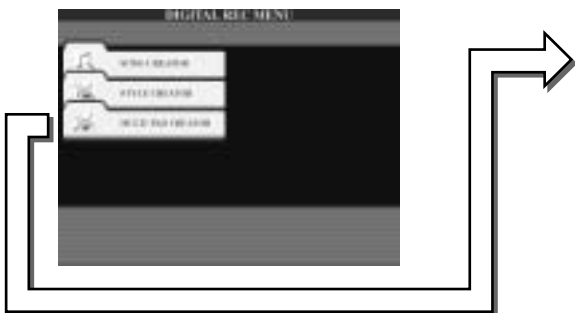 DIGITAL REC MENU
SONG CREATOR
STYLE CREATOR
MULTI PAD CREATOR